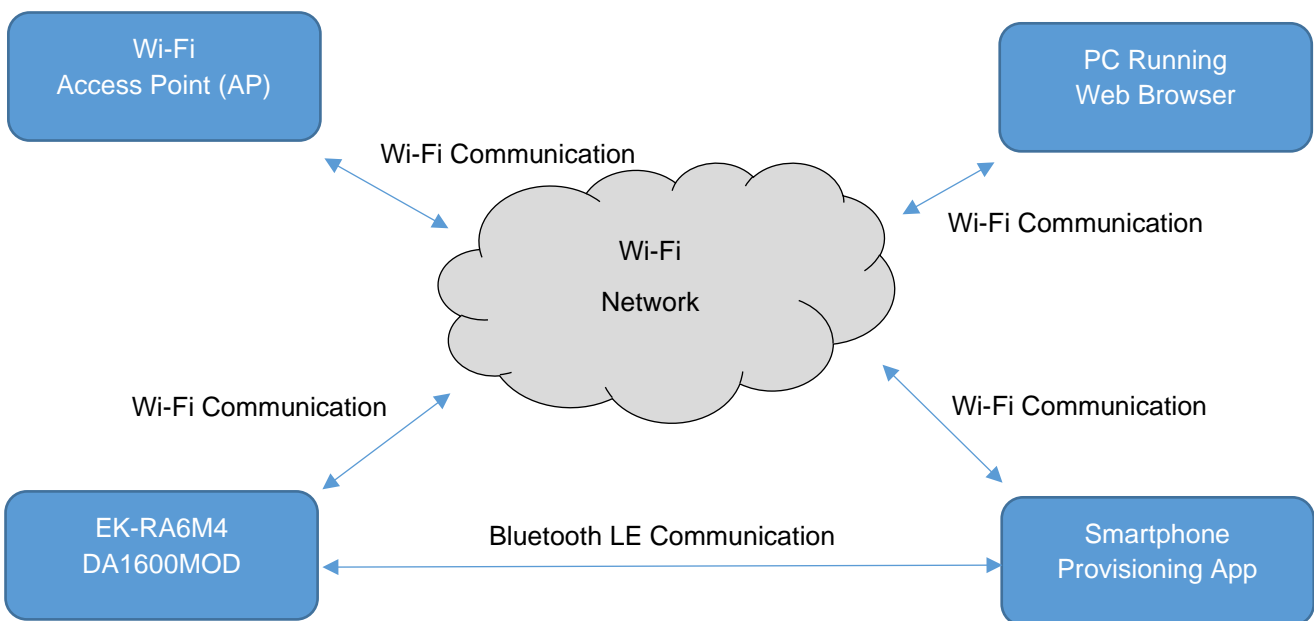 Wi-Fi
Access Point (AP)
PC Running
Web Browser
Wi-Fi Communication
Wi-Fi Communication
Wi-Fi
Network
Wi-Fi Communication
Wi-Fi Communication
EK-RA6M4
DA1600MOD
Bluetooth LE Communication
Smartphone
Provisioning App